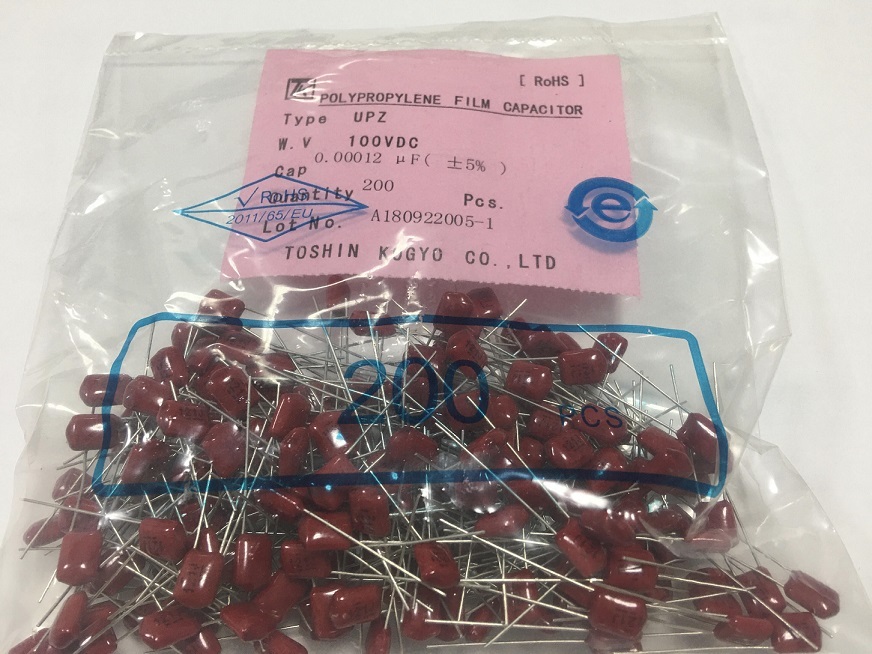 [ RoHS ]
POLYPROPYLENE FILM CAPACITOR
Type UPZ
W.V 100VDC
Cap 0.00012 μF( ±5% )
Quantity 200 Pcs.
Lot No. A180922005-1
TOSHIN KOGYO CO.,LTD
√ RoHS
2011/65/EU
e
200 PCS